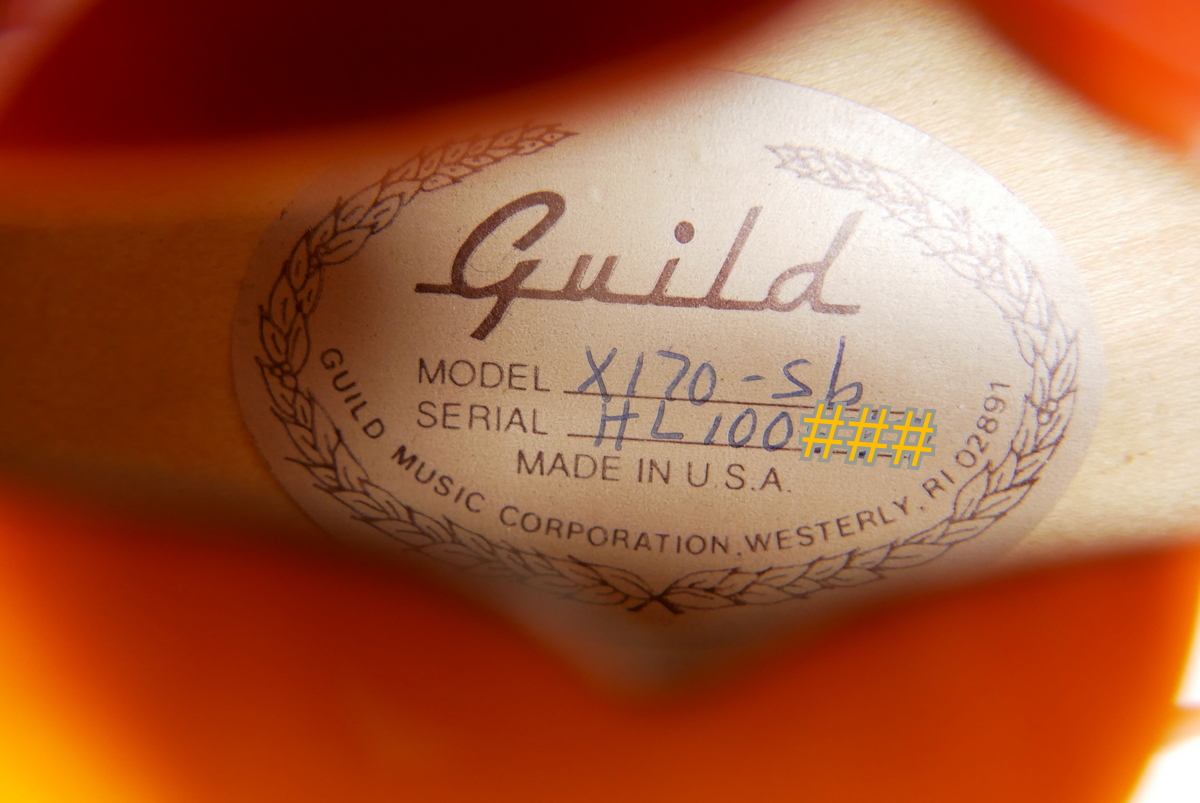 Guild
MODEL X170-Sb
SERIAL HL100###
MADE IN U.S.A.
GUILD MUSIC CORPORATION, WESTERLY, RI 02891